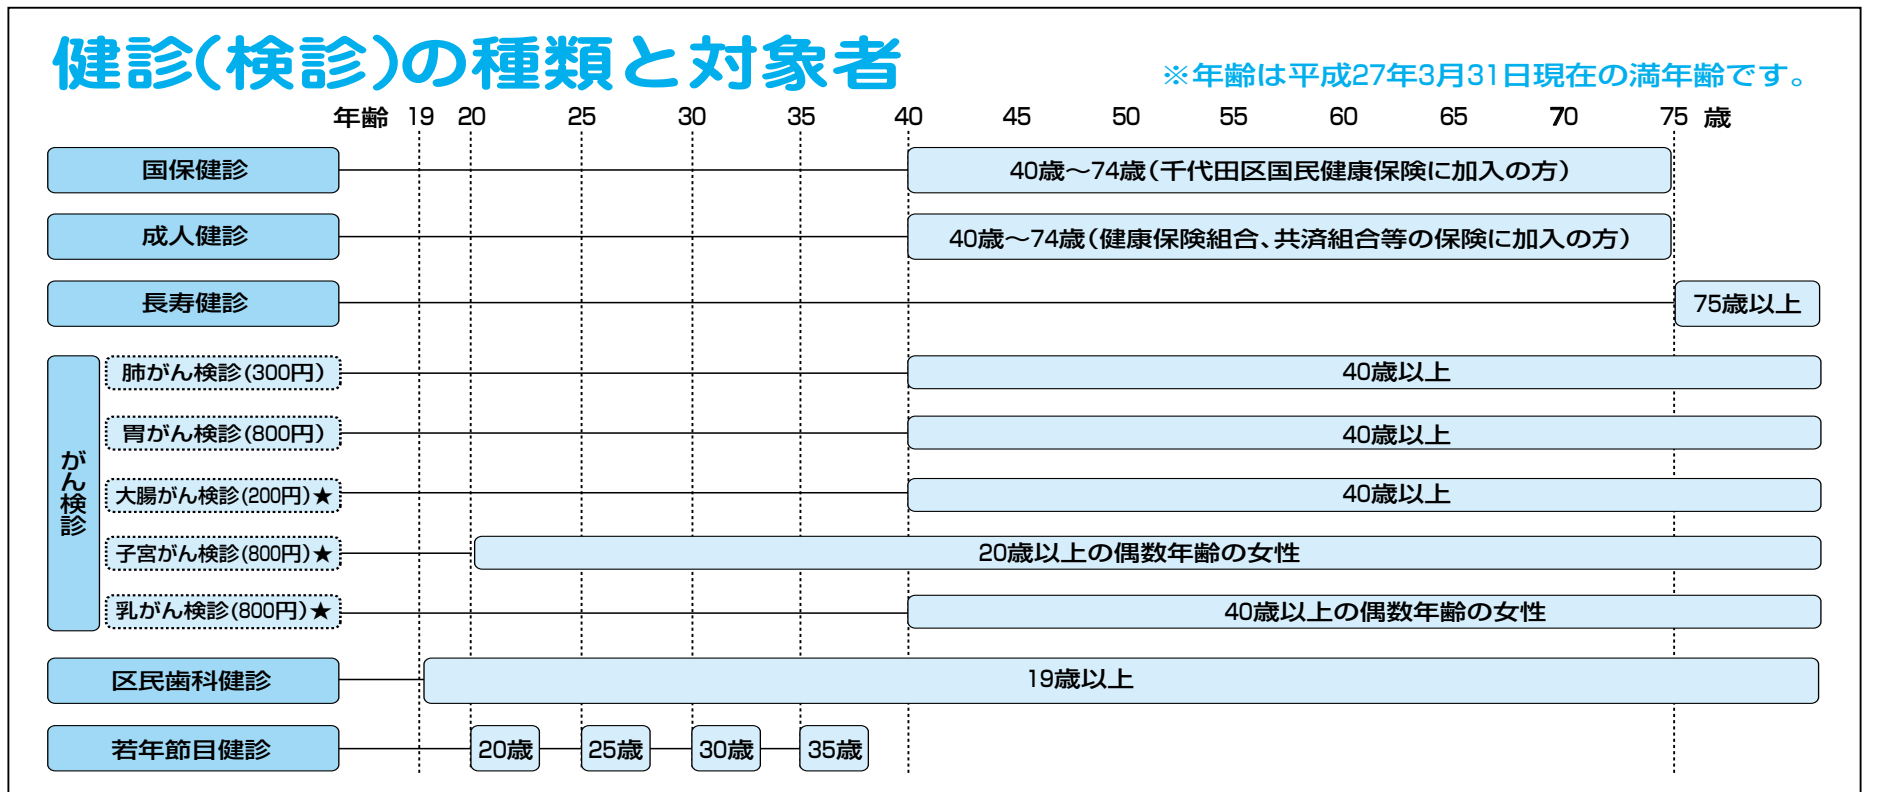 健診(検診)の種類と対象者
※年齢は平成27年3月31日現在の満年齢です。
年齢 19 20 25 30 35 40 45 50 55 60 65 70 75 歳
国保健診 40歳～74歳(千代田区国民健康保険に加入の方)
成人健診 40歳～74歳(健康保険組合、共済組合等の保険に加入の方)
長寿健診 75歳以上
がん検診
肺がん検診(300円) 40歳以上
胃がん検診(800円) 40歳以上
大腸がん検診(200円)★ 40歳以上
子宮がん検診(800円)★ 20歳以上の偶数年齢の女性
乳がん検診(800円)★ 40歳以上の偶数年齢の女性
区民歯科健診 19歳以上
若年節目健診 20歳 25歳 30歳 35歳